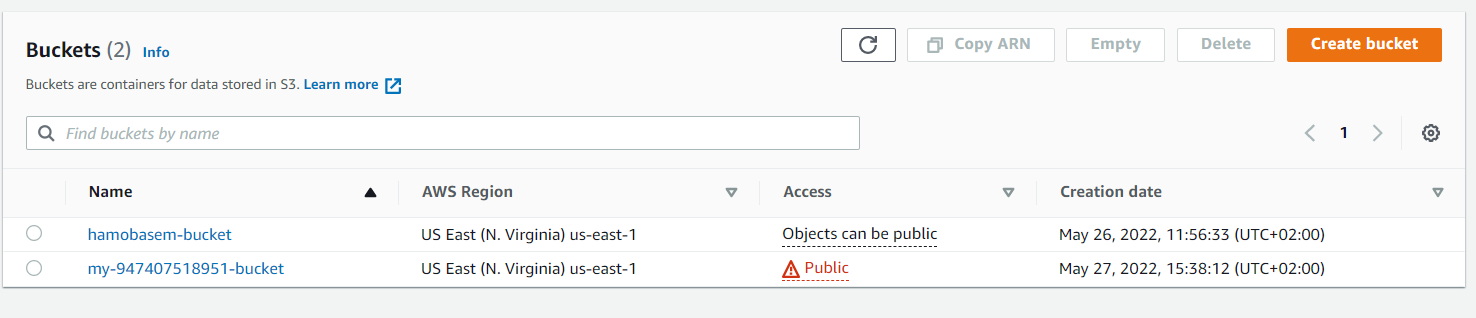 Buckets (2) Info
Copy ARN Empty Delete Create bucket
Buckets are containers for data stored in S3. Learn more
Find buckets by name
1
Name AWS Region Access Creation date
hamobasem-bucket US East (N. Virginia) us-east-1 Objects can be public May 26, 2022, 11:56:33 (UTC+02:00)
my-947407518951-bucket US East (N. Virginia) us-east-1 Public May 27, 2022, 15:38:12 (UTC+02:00)